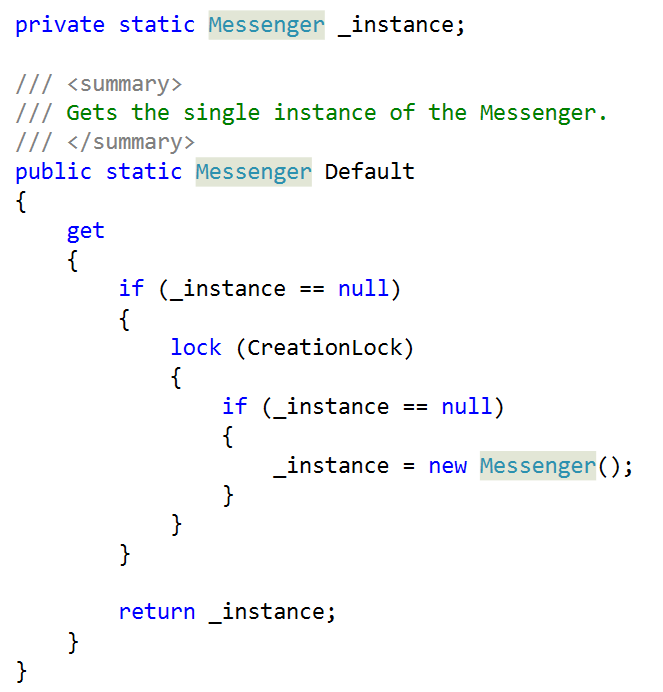 private static Messenger _instance;
/// <summary>
/// Gets the single instance of the Messenger.
/// </summary>
public static Messenger Default
{
    get
    {
        if (_instance == null)
        {
            lock (CreationLock)
            {
                if (_instance == null)
                {
                    _instance = new Messenger();
                }
            }
        }
        return _instance;
    }
}